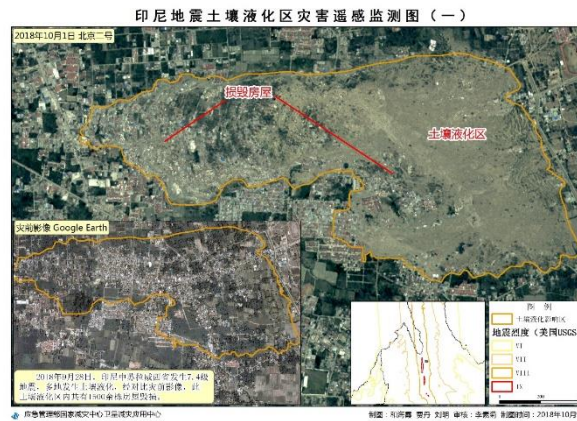 印尼地震土壤液化区灾害遥感监测图（一）
2018年10月1日 北京二号
损毁房屋
土壤液化区
灾前影像 Google Earth
2018年9月28日，印尼中苏拉威西省发生7.4级
地震，多地发生土壤液化，经对比灾前影像，此
土壤液化区内共有1500余栋房屋毁损。
图 例
土壤液化影响区
地震烈度（美国USGS
VI
VII
VIII
IX
应急管理部国家减灾中心卫星减灾应用中心
制图时间：2018年10月